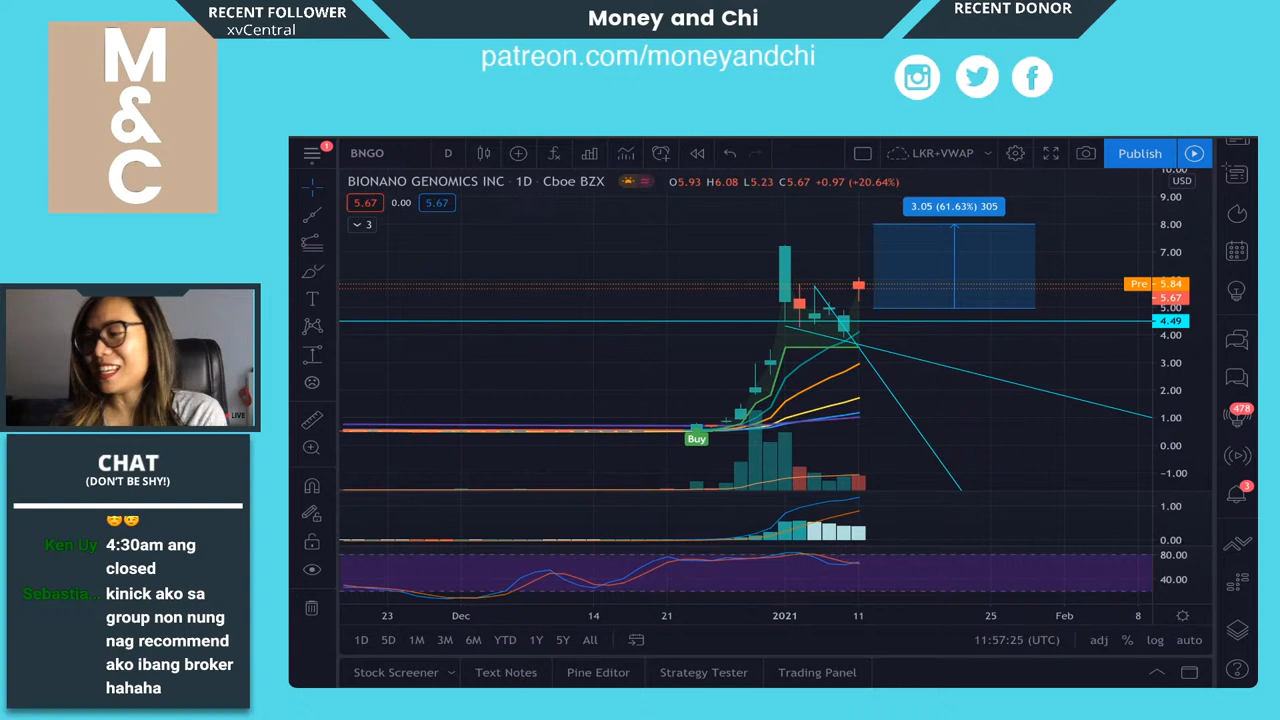 RECENT FOLLOWER
xvCentral
Money and Chi
RECENT DONOR
patreon.com/moneyandchi
M
&
C
1
BNGO
D
LKR+VWAP
Publish
BIONANO GENOMICS INC · 1D · Cboe BZX
O5.93 H6.08 L5.23 C5.67 +0.97 (+20.64%)
5.67 0.00 5.67
3
3.05 (61.63%) 305
USD
10.00
9.00
8.00
7.00
Pre 5.84
5.67
5.00
4.49
4.00
3.00
2.00
1.00
0.00
−1.00
1.00
0.00
80.00
40.00
Buy
23 Dec 14 21 2021 11 25 Feb 8
1D 5D 1M 3M 6M YTD 1Y 5Y All
11:57:25 (UTC)
adj % log auto
Stock Screener
Text Notes
Pine Editor
Strategy Tester
Trading Panel
478
3
LIVE
CHAT
(DON'T BE SHY!)
Ken Uy 4:30am ang
closed
Sebastia... kinick ako sa
group non nung
nag recommend
ako ibang broker
hahaha